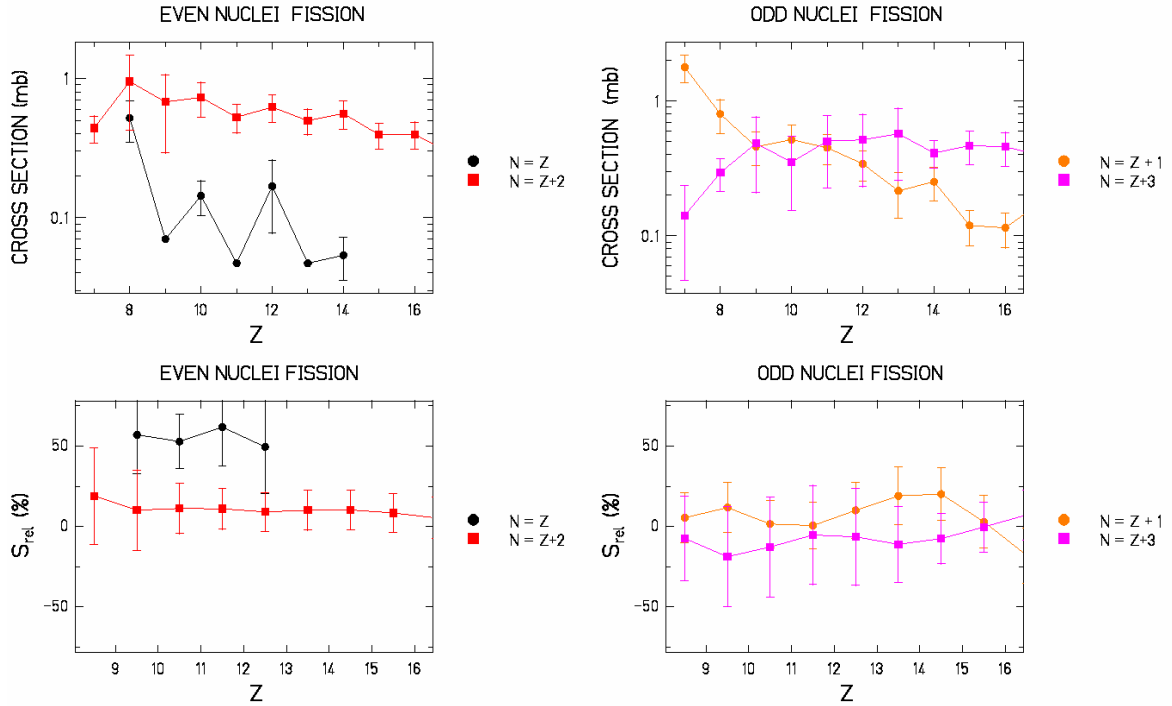 EVEN NUCLEI FISSION
CROSS SECTION (mb)
1
0.1
8 10 12 14 16
Z
N = Z
N = Z+2
ODD NUCLEI FISSION
CROSS SECTION (mb)
1
0.1
8 10 12 14 16
Z
N = Z + 1
N = Z+3
EVEN NUCLEI FISSION
Srel (%)
50
0
−50
9 10 11 12 13 14 15 16
Z
N = Z
N = Z+2
ODD NUCLEI FISSION
Srel (%)
50
0
−50
9 10 11 12 13 14 15 16
Z
N = Z + 1
N = Z+3